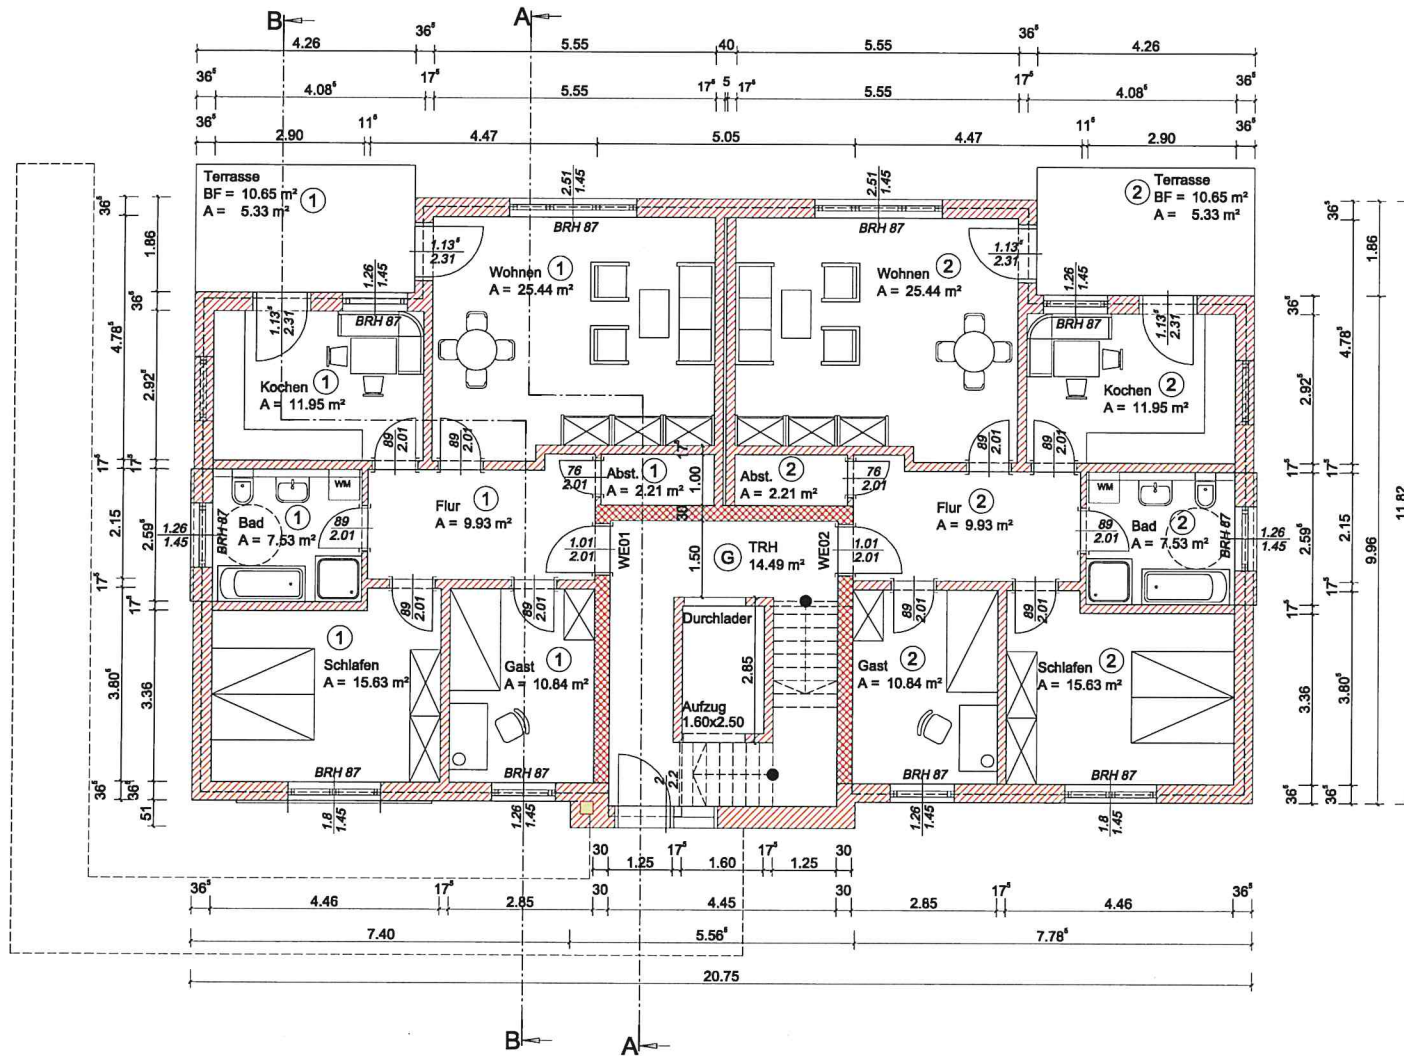 B
A
36⁵
36⁵
4.26
5.55
40
5.55
4.26
36⁵
17⁵
17⁵
5
17⁵
17⁵
36⁵
4.08⁵
5.55
5.55
4.08⁵
36⁵
11⁵
11⁵
36⁵
2.90
4.47
5.05
4.47
2.90
Terrasse
BF = 10.65 m²
A = 5.33 m²
1
2.51
1.45
BRH 87
2.51
1.45
BRH 87
2
Terrasse
BF = 10.65 m²
A = 5.33 m²
36⁵
1.86
36⁵
4.78⁵
2.92⁵
17⁵
17⁵
2.15
2.59⁵
17⁵
17⁵
3.80⁵
3.36
36⁵
36⁵
51
1.13⁵
2.31
1.26
1.45
BRH 87
1.13⁵
2.31
Wohnen 1
A = 25.44 m²
Wohnen 2
A = 25.44 m²
1.13⁵
2.31
1.26
1.45
BRH 87
1.13⁵
2.31
36⁵
1.86
36⁵
4.78⁵
2.92⁵
17⁵
17⁵
2.15
2.59⁵
17⁵
17⁵
3.36
3.80⁵
36⁵
36⁵
9.96
11.82
Kochen 1
A = 11.95 m²
Kochen 2
A = 11.95 m²
89
2.01
89
2.01
89
2.01
89
2.01
17⁵
76
2.01
Abst. 1
A = 2.21 m²
1.00
Abst. 2
A = 2.21 m²
76
2.01
WM
Bad 1
A = 7.53 m²
1.26
1.45
BRH 87
89
2.01
Flur 1
A = 9.93 m²
1.01
2.01
WE01
30
1.50
G
TRH
14.49 m²
WE02
1.01
2.01
Flur 2
A = 9.93 m²
89
2.01
WM
Bad 2
A = 7.53 m²
BRH 87
1.26
1.45
89
2.01
89
2.01
89
2.01
89
2.01
1
Schlafen
A = 15.63 m²
Gast 1
A = 10.84 m²
Durchlader
2.85
Aufzug
1.60x2.50
Gast 2
A = 10.84 m²
Schlafen 2
A = 15.63 m²
BRH 87
BRH 87
BRH 87
BRH 87
1.8
1.45
1.26
1.45
2
2.2
1.26
1.45
1.8
1.45
30
1.25
17⁵
1.60
17⁵
1.25
30
36⁵
4.46
17⁵
2.85
30
4.45
30
2.85
17⁵
4.46
36⁵
7.40
5.56⁵
7.78⁵
20.75
B
A